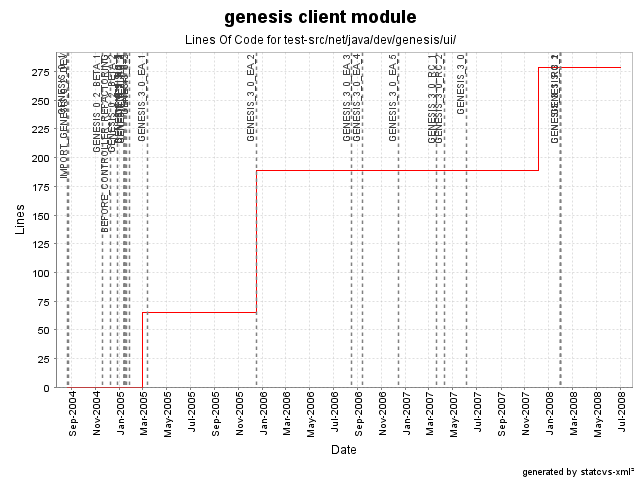 genesis client module
Lines Of Code for test-src/net/java/dev/genesis/ui/
Lines
275
250
225
200
175
150
125
100
75
50
25
0
GENESIS_0_2_BETA_1
BEFORE_CONTROLLER_REFACTORING
GENESIS_3_0_EA_1
GENESIS_3_0_EA_2
GENESIS_3_0_EA_3
GENESIS_3_0_EA_4
GENESIS_3_0_EA_5
GENESIS_3_0_RC_1
GENESIS_3_0_RC_2
GENESIS_3_0
Sep-2004
Nov-2004
Jan-2005
Mar-2005
May-2005
Jul-2005
Sep-2005
Nov-2005
Jan-2006
Mar-2006
May-2006
Jul-2006
Sep-2006
Nov-2006
Jan-2007
Mar-2007
May-2007
Jul-2007
Sep-2007
Nov-2007
Jan-2008
Mar-2008
May-2008
Jul-2008
Date
generated by statcvs-xml²